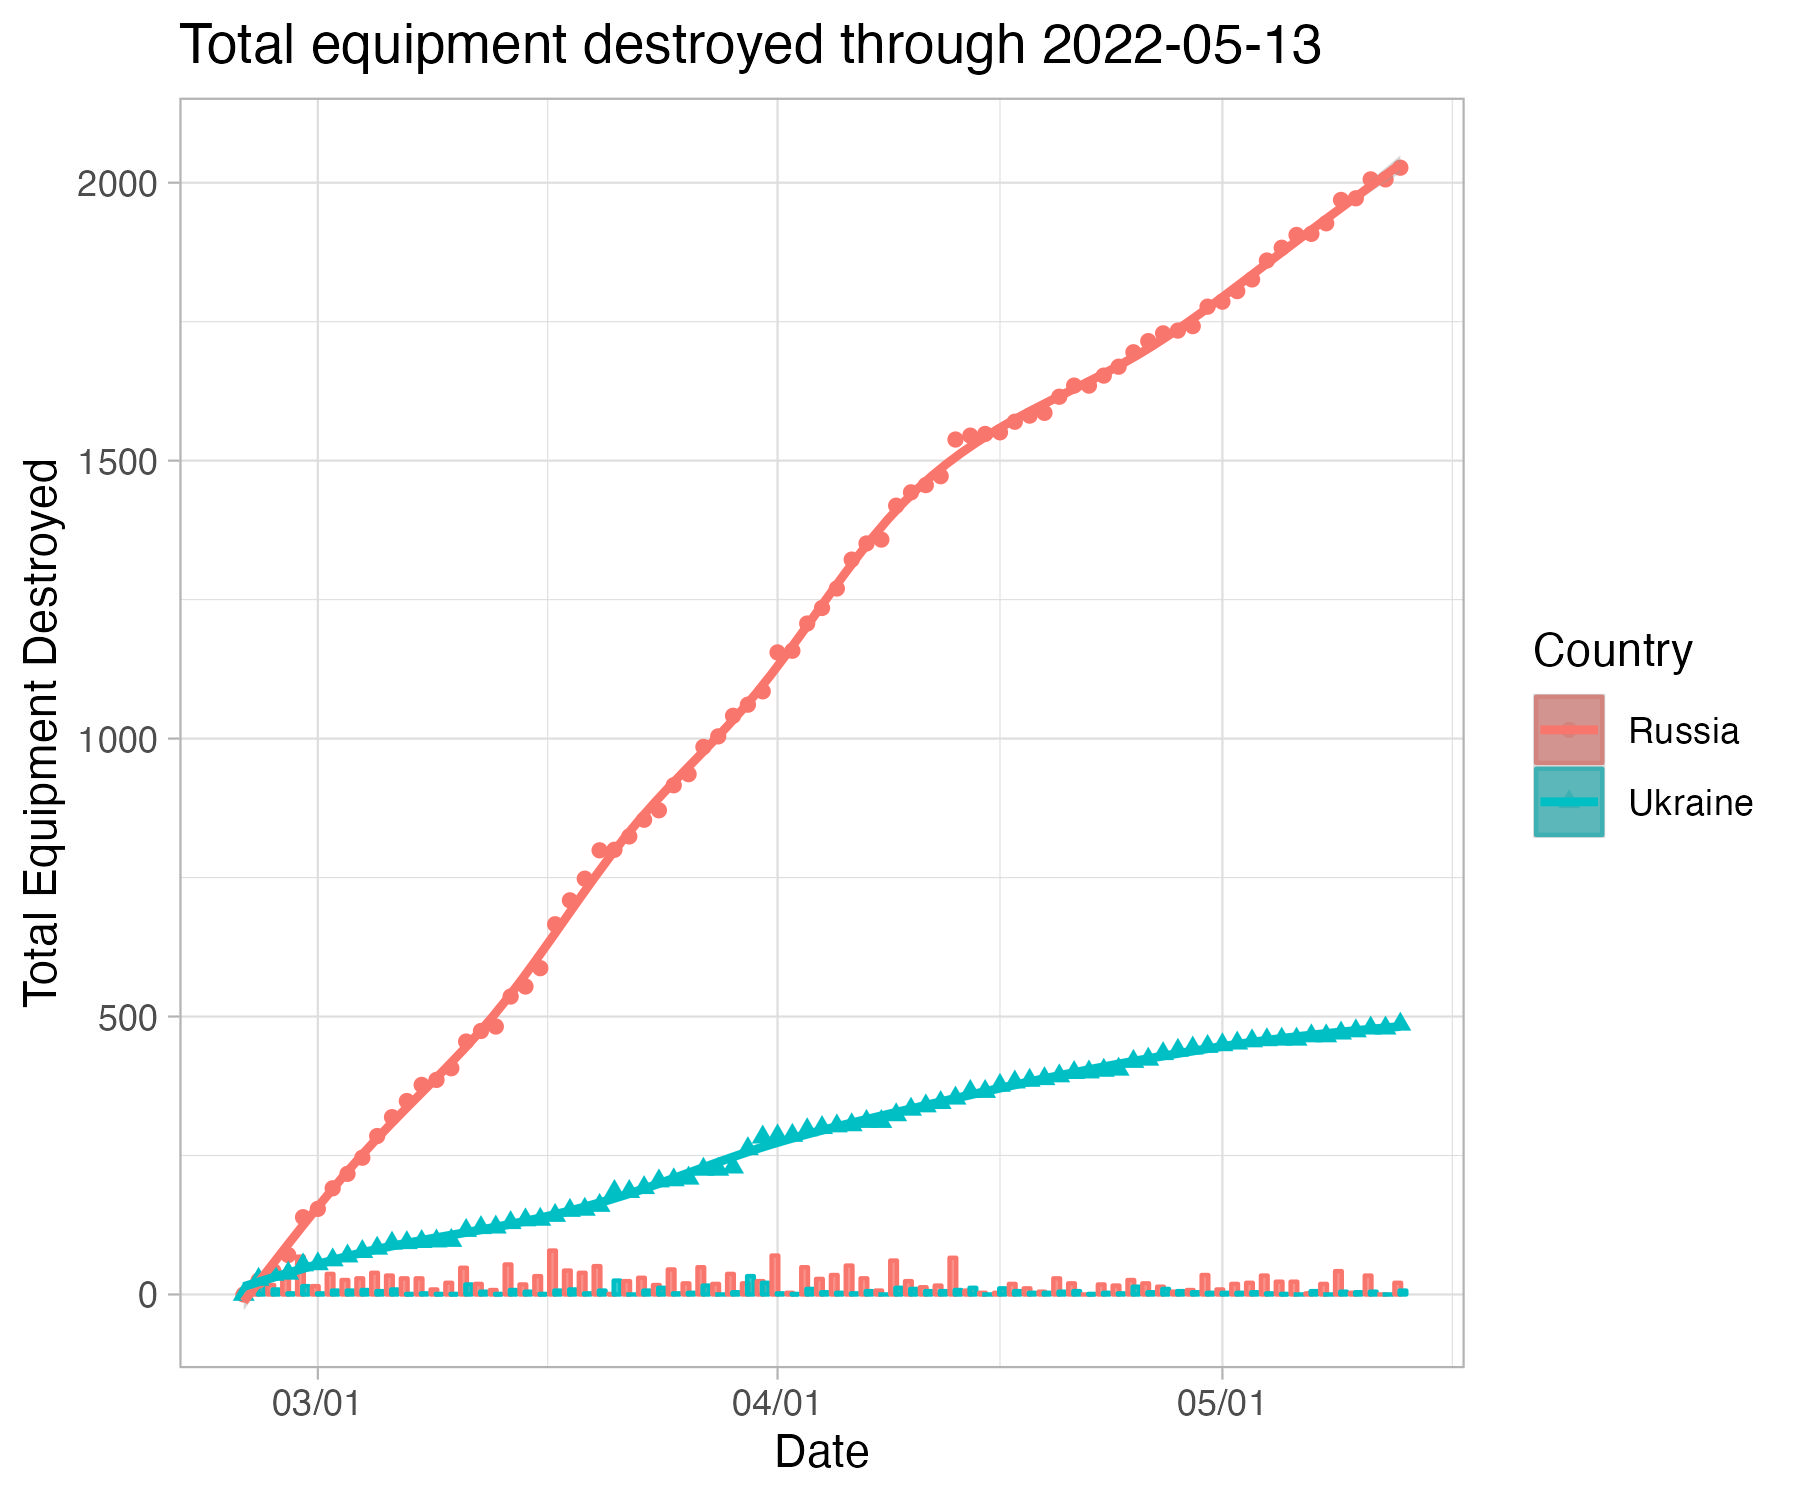 Total equipment destroyed through 2022-05-13
Total Equipment Destroyed
2000
1500
1000
500
0
03/01
04/01
05/01
Date
Country
Russia
Ukraine